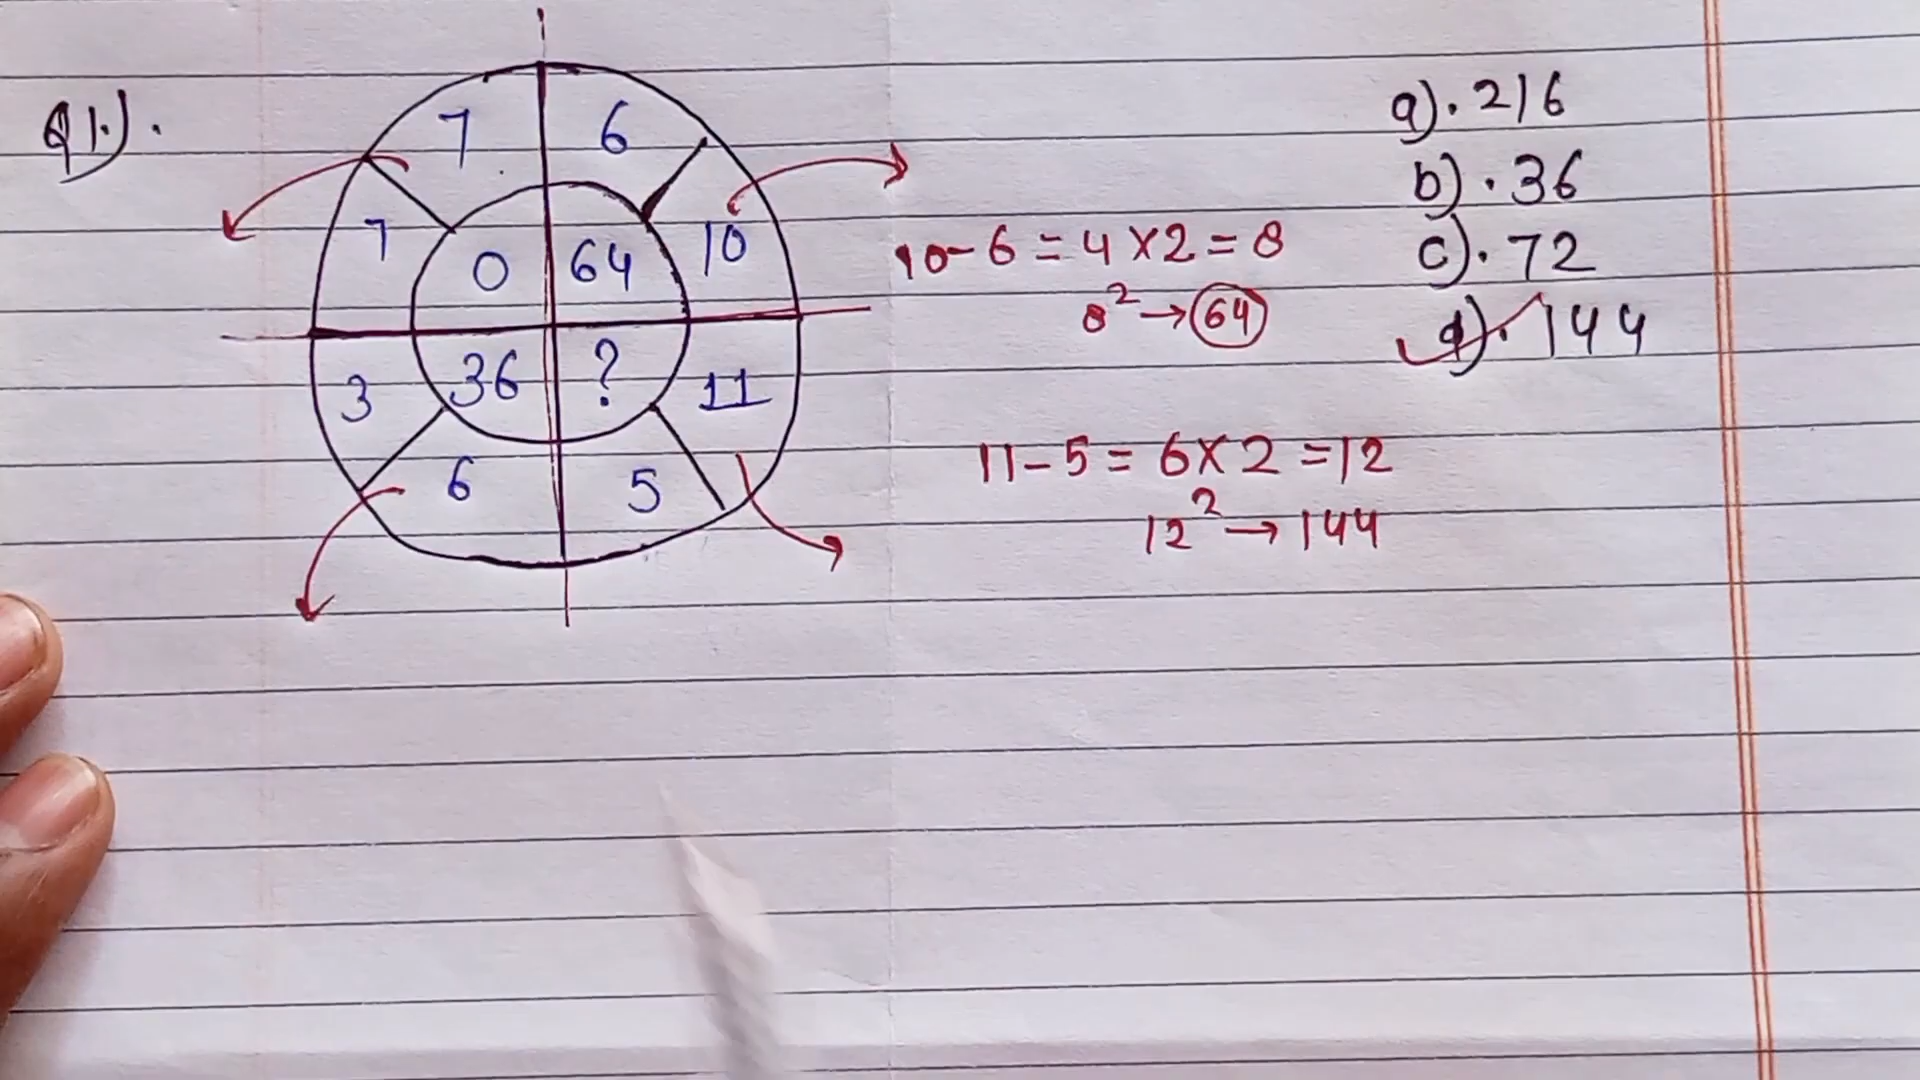 Q1.).
7 6
7 0 64 10
3 36 ? 11
6 5
10-6=4×2=8
8²→64
11-5=6×2=12
12²→144
a). 216
b). 36
c). 72
d). 144